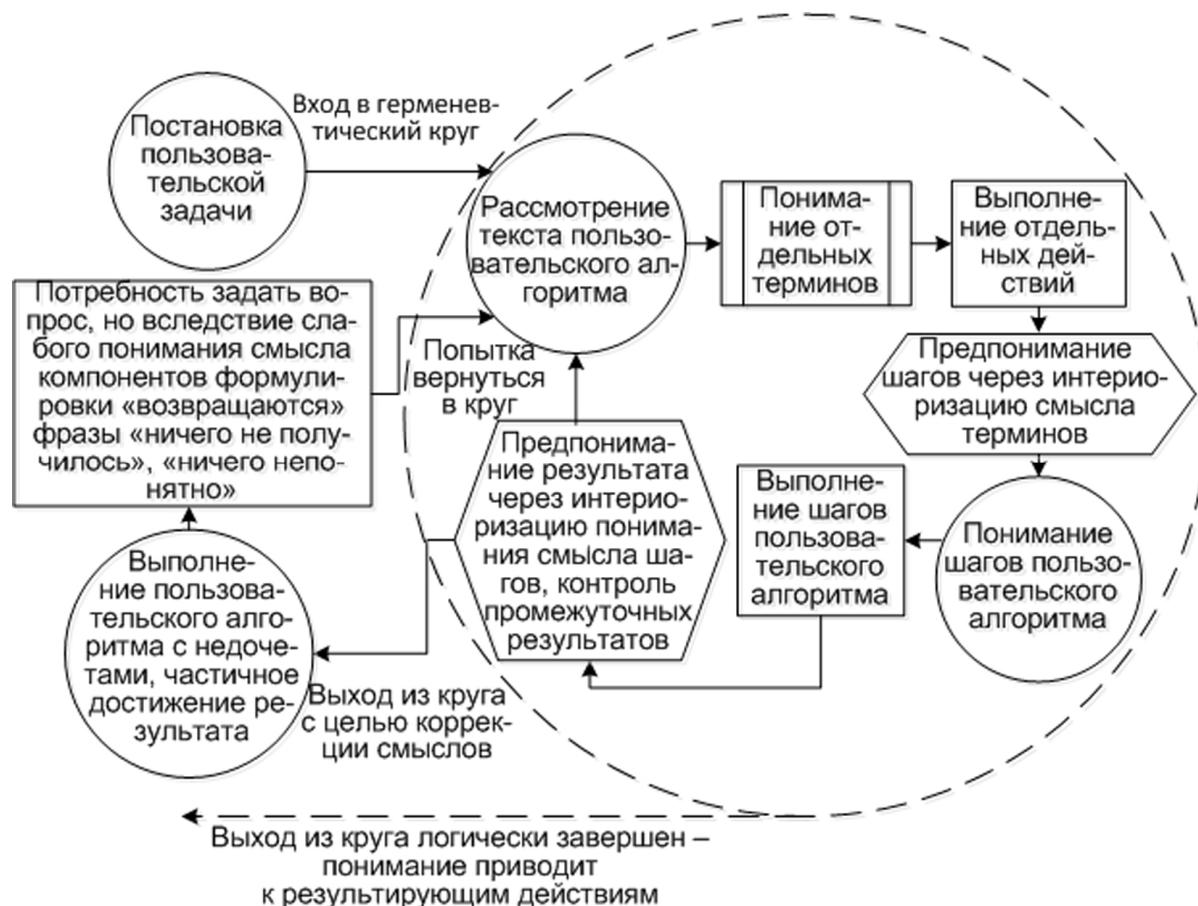 Постановка
пользова-
тельской
задачи
Вход в герменев-
тический круг
Рассмотрение
текста пользо-
вательского ал-
горитма
Понима-
ние от-
дельных
терминов
Выполне-
ние отдель-
ных дей-
ствий
Предпонимание
шагов через интерио-
ризацию смысла
терминов
Понимание
шагов пользо-
вательского
алгоритма
Выполне-
ние шагов
пользова-
тельского
алгоритма
Предпонима-
ние результата
через интерио-
ризацию понима-
ния смысла ша-
гов, контроль
промежуточных
результатов
Попытка
вернуться
в круг
Потребность задать во-
прос, но вследствие сла-
бого понимания смысла
компонентов формули-
ровки «возвращаются»
фразы «ничего не полу-
чилось», «ничего непо-
нятно»
Выполне-
ние пользова-
тельского алго-
ритма с недоче-
тами, частичное
достижение ре-
зультата
Выход из круга
с целью коррек-
ции смыслов
Выход из круга логически завершен –
понимание приводит
к результирующим действиям